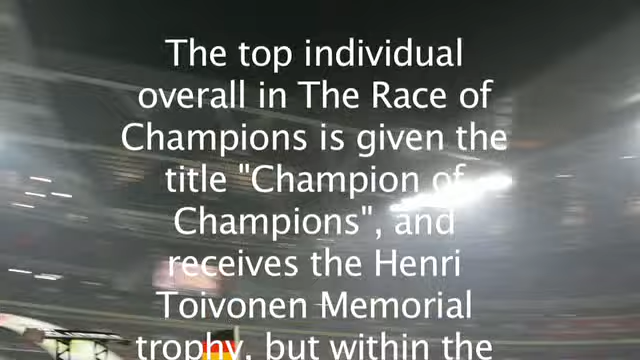 The top individual
overall in The Race of
Champions is given the
title "Champion of
Champions", and
receives the Henri
Toivonen Memorial
trophy, but within the